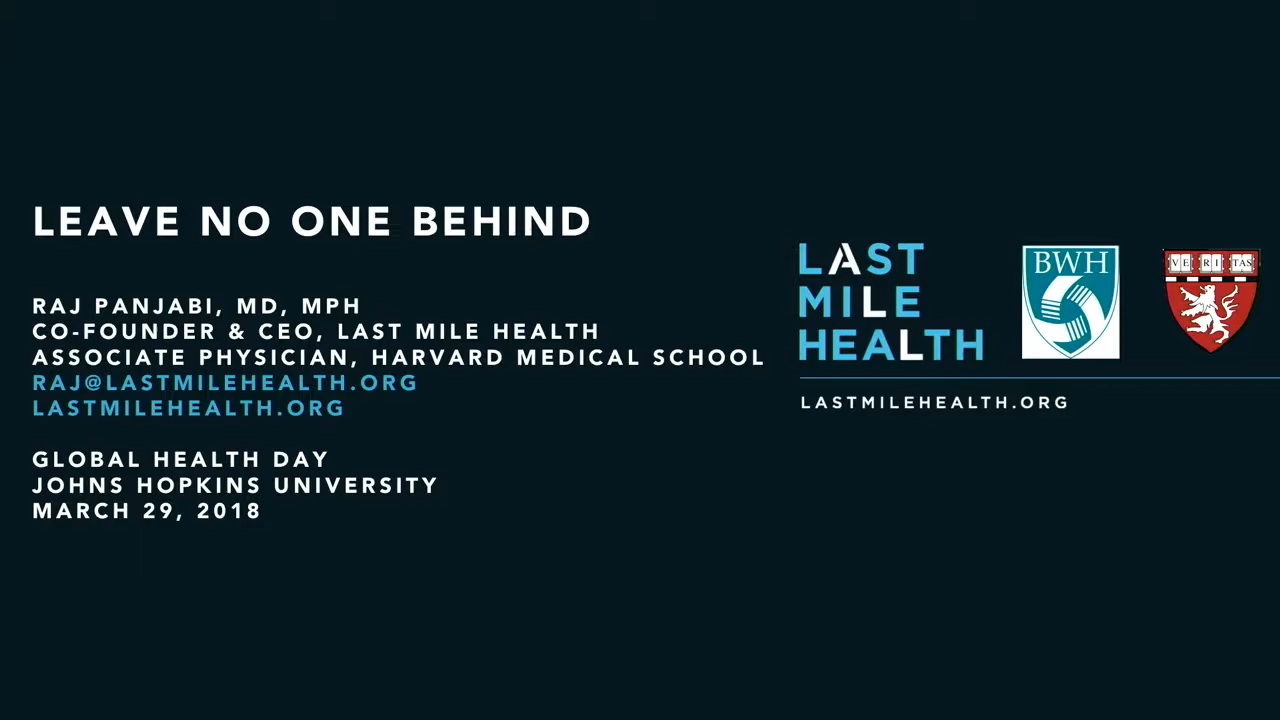 LEAVE NO ONE BEHIND
RAJ PANJABI, MD, MPH
CO-FOUNDER & CEO, LAST MILE HEALTH
ASSOCIATE PHYSICIAN, HARVARD MEDICAL SCHOOL
RAJ@LASTMILEHEALTH.ORG
LASTMILEHEALTH.ORG
GLOBAL HEALTH DAY
JOHNS HOPKINS UNIVERSITY
MARCH 29, 2018
LAST
MILE
HEALTH
BWH
VE RI TAS
LASTMILEHEALTH.ORG